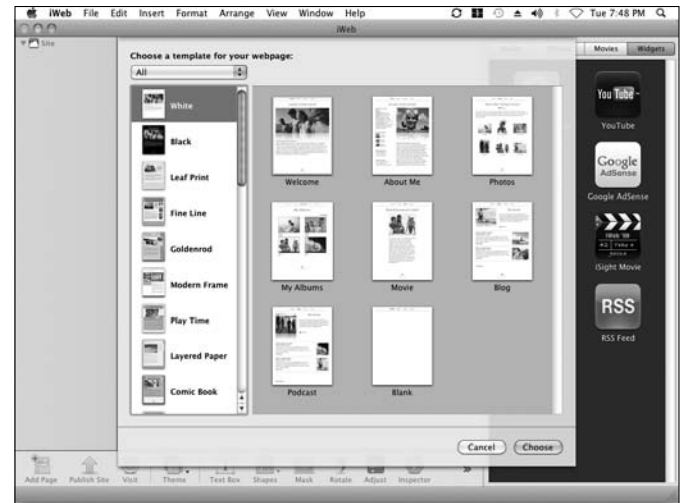 iWeb File Edit Insert Format Arrange View Window Help Tue 7:48 PM
iWeb
Site
Movies Widgets
Choose a template for your webpage:
All
White
Black
Leaf Print
Fine Line
Goldenrod
Modern Frame
Play Time
Layered Paper
Comic Book
Welcome About Me Photos
My Albums Movie Blog
Podcast Blank
You Tube
YouTube
Google
AdSense
Google AdSense
iSight Movie
RSS
RSS Feed
Cancel Choose
Add Page Publish Site Visit Theme Text Box Shapes Mask Rotate Adjust Inspector